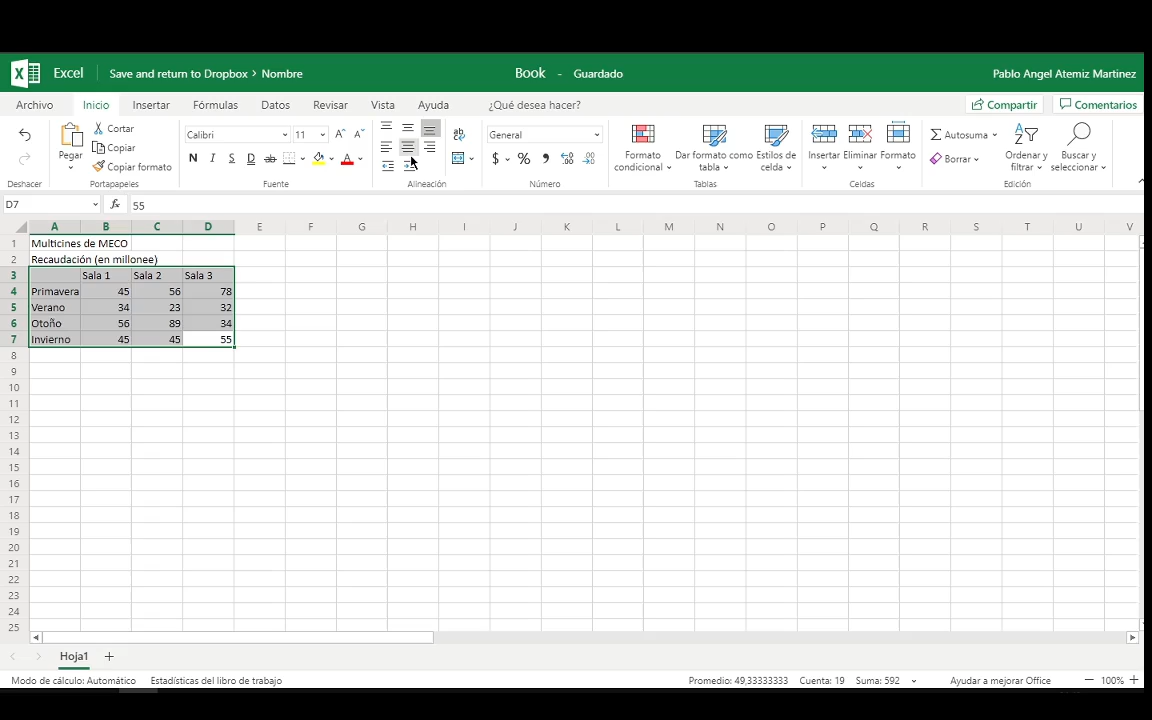 Excel Save and return to Dropbox > Nombre Book - Guardado Pablo Angel Atemiz Martinez
Archivo Inicio Insertar Fórmulas Datos Revisar Vista Ayuda ¿Qué desea hacer? Compartir Comentarios
Pegar Cortar Copiar Copiar formato
Calibri 11
N K S D ab
ab
General
$ % ,
Formato condicional Dar formato como tabla Estilos de celda
Insertar Eliminar Formato
Autosuma Borrar
Ordenar y filtrar Buscar y seleccionar
Deshacer Portapapeles Fuente Alineación Número Tablas Celdas Edición
D7 fx 55
A B C D E F G H I J K L M N O P Q R S T U V
1 Multicines de MECO
2 Recaudación (en millonee)
3 Sala 1 Sala 2 Sala 3
4 Primavera 45 56 78
5 Verano 34 23 32
6 Otoño 56 89 34
7 Invierno 45 45 55
8
9
10
11
12
13
14
15
16
17
18
19
20
21
22
23
24
25
Hoja1 +
Modo de cálculo: Automático Estadísticas del libro de trabajo Promedio: 49,33333333 Cuenta: 19 Suma: 592 Ayudar a mejorar Office — 100% +